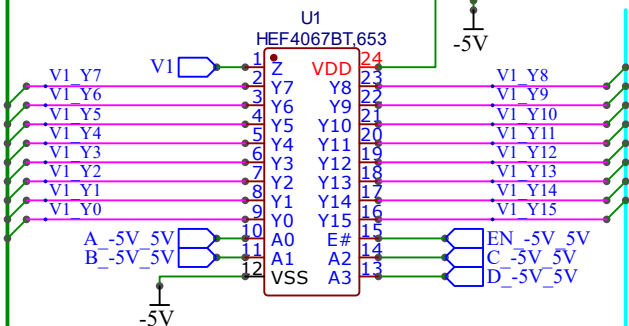 U1
HEF4067BT,653
-5V
V1 1 Z VDD 24
V1_Y7 2 Y7 Y8 23 V1_Y8
V1_Y6 3 Y6 Y9 22 V1_Y9
V1_Y5 4 Y5 Y10 21 V1_Y10
V1_Y4 5 Y4 Y11 20 V1_Y11
V1_Y3 6 Y3 Y12 19 V1_Y12
V1_Y2 7 Y2 Y13 18 V1_Y13
V1_Y1 8 Y1 Y14 17 V1_Y14
V1_Y0 9 Y0 Y15 16 V1_Y15
A_-5V_5V 10 A0 E# 15 EN_-5V_5V
B_-5V_5V 11 A1 A2 14 C_-5V_5V
12 VSS A3 13 D_-5V_5V
-5V